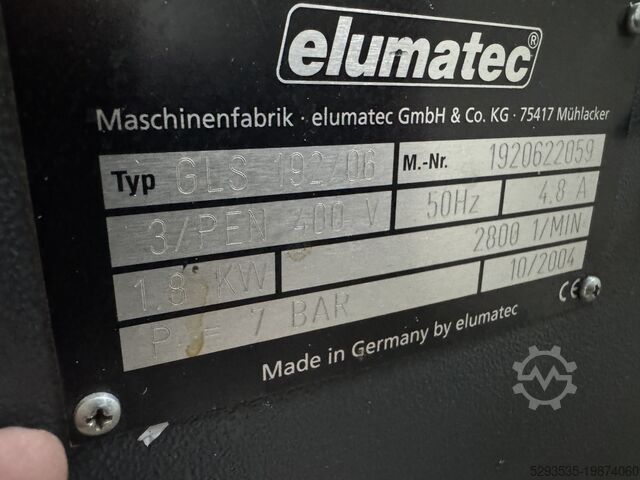 elumatec®
Maschinenfabrik · elumatec GmbH & Co. KG · 75417 Mühlacker
Typ GLS 192/06 M.-Nr. 1920622059
3/PEN 400 V 50Hz 4.8 A
1.8 KW 2800 1/MIN
P = 7 BAR 10/2004 CE
Made in Germany by elumatec
5293535-19874060